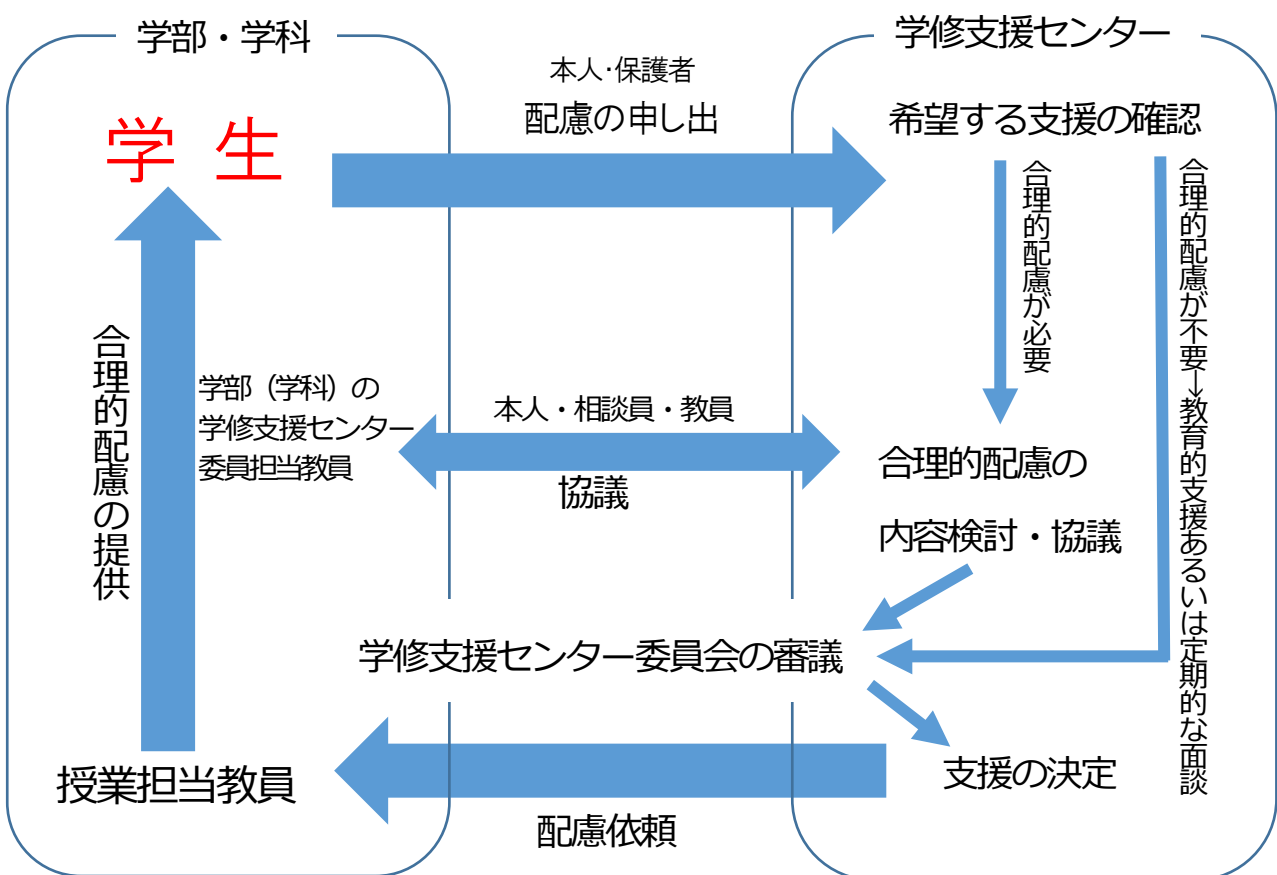 学部・学科
学修支援センター
本人・保護者
配慮の申し出
希望する支援の確認
学 生
合理的配慮が必要
合理的配慮が不要→教育的支援あるいは定期的な面談
合理的配慮の提供
学部（学科）の
学修支援センター
委員担当教員
本人・相談員・教員
協議
合理的配慮の
内容検討・協議
学修支援センター委員会の審議
支援の決定
授業担当教員
配慮依頼